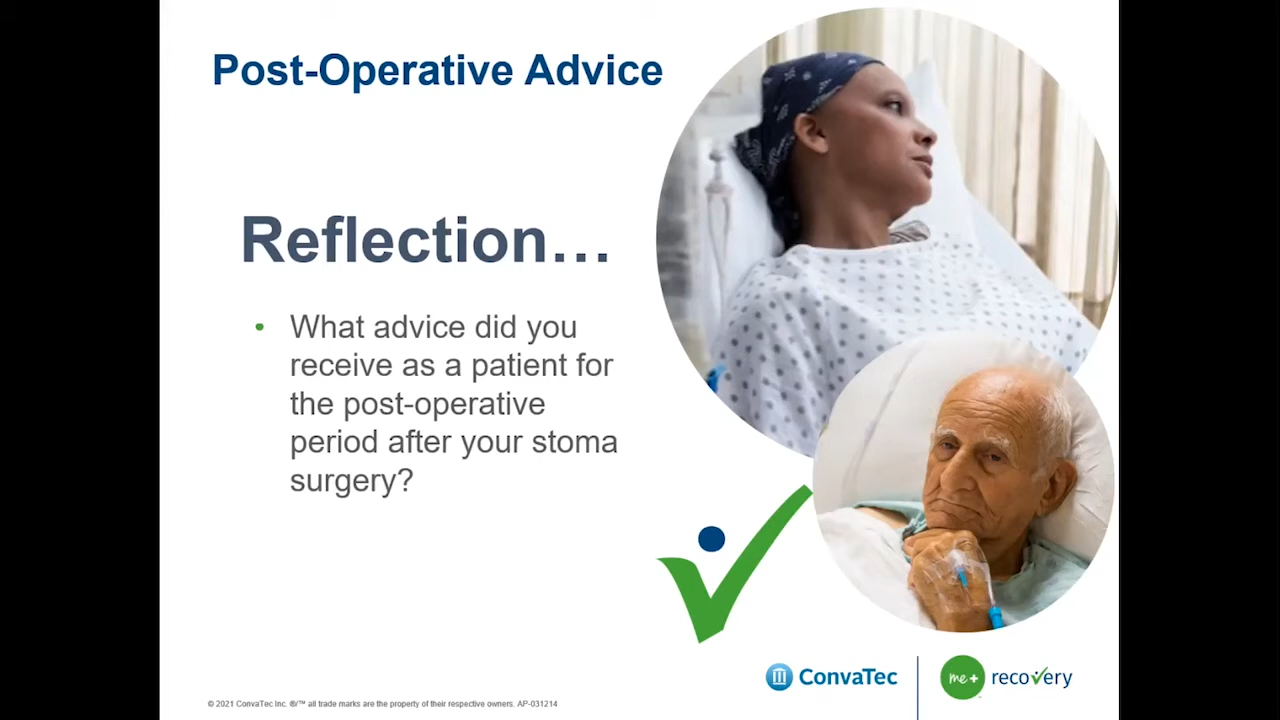 Post-Operative Advice
Reflection…
• What advice did you
receive as a patient for
the post-operative
period after your stoma
surgery?
ConvaTec
me+ recovery
© 2021 ConvaTec Inc. ®/™ all trade marks are the property of their respective owners. AP-031214